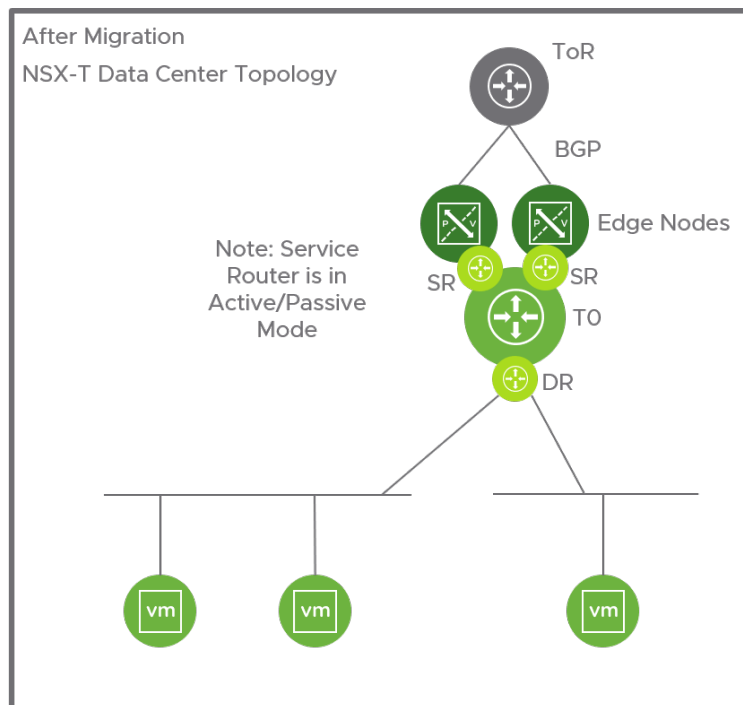 After Migration
NSX-T Data Center Topology
ToR
BGP
P V
P V
Edge Nodes
Note: Service
Router is in
Active/Passive
Mode
SR
SR
T0
DR
vm
vm
vm